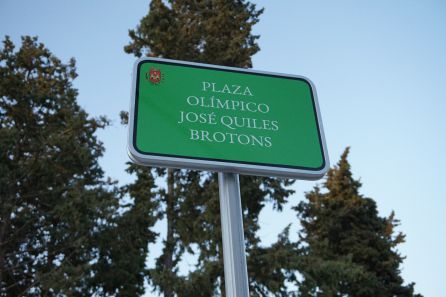 PLAZA
OLÍMPICO
JOSÉ QUILES
BROTONS